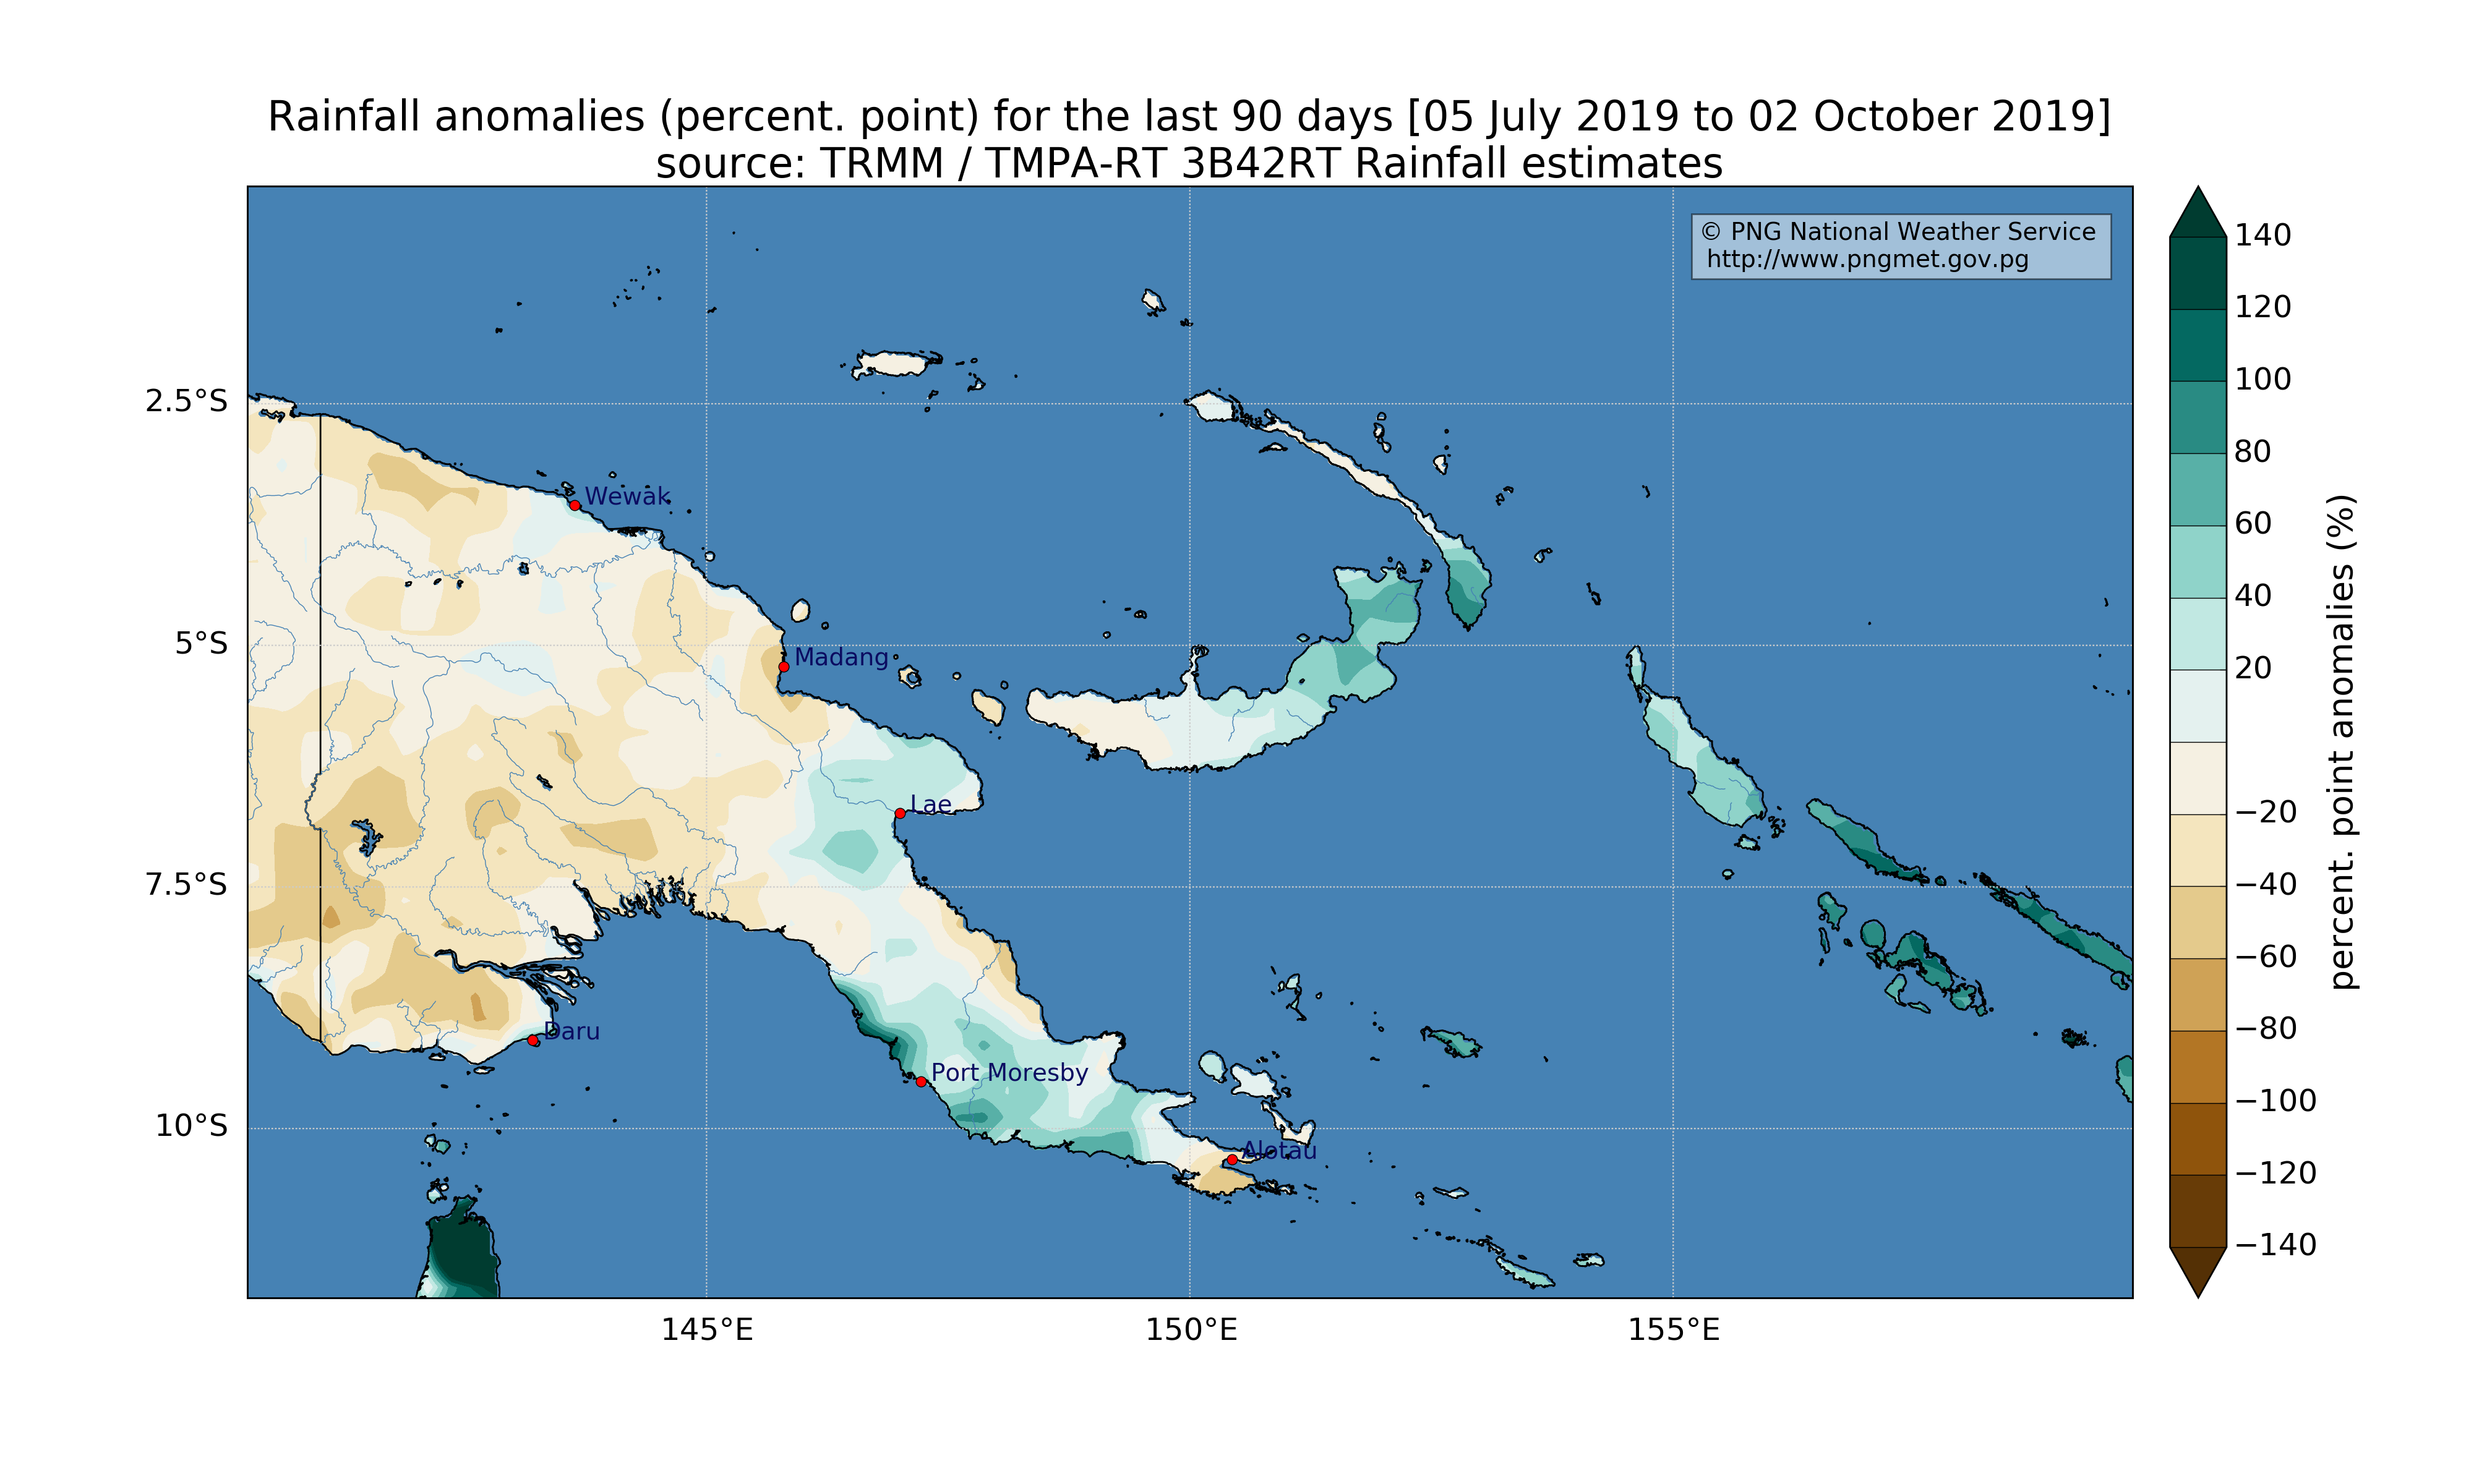 Rainfall anomalies (percent. point) for the last 90 days [05 July 2019 to 02 October 2019]
source: TRMM / TMPA-RT 3B42RT Rainfall estimates
© PNG National Weather Service
http://www.pngmet.gov.pg
2.5°S
5°S
7.5°S
10°S
Wewak
Madang
Lae
Daru
Port Moresby
Alotau
145°E
150°E
155°E
140
120
100
80
60
40
20
−20
−40
−60
−80
−100
−120
−140
percent. point anomalies (%)